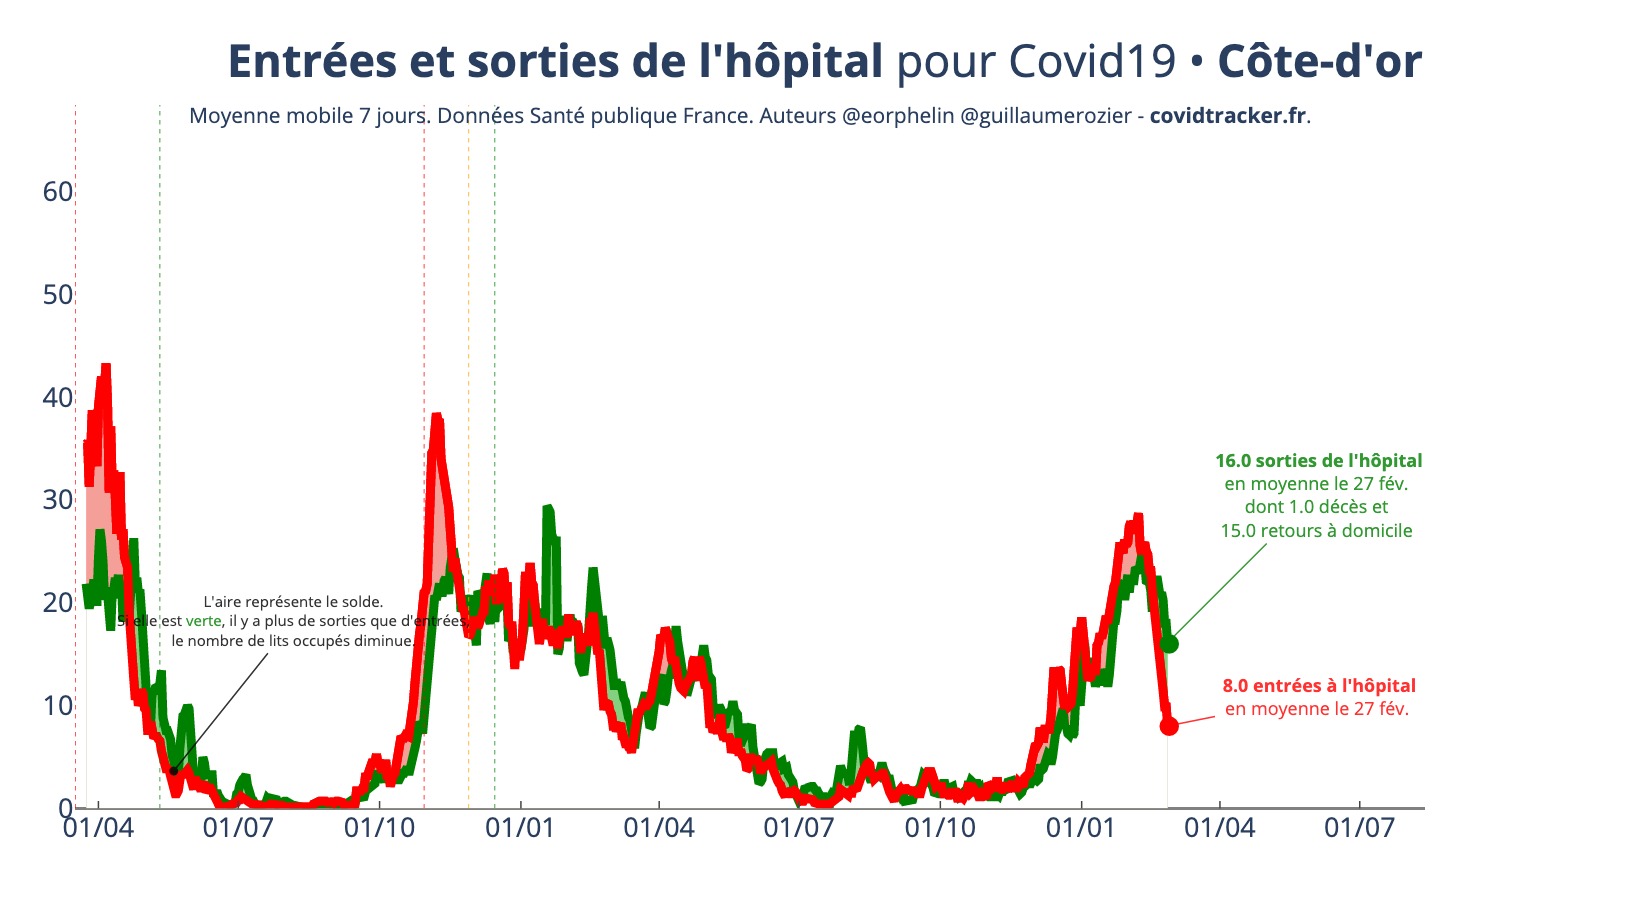 Entrées et sorties de l'hôpital pour Covid19 • Côte-d'or
Moyenne mobile 7 jours. Données Santé publique France. Auteurs @eorphelin @guillaumerozier - covidtracker.fr.
60
50
40
30
20
10
0
16.0 sorties de l'hôpital
en moyenne le 27 fév.
dont 1.0 décès et
15.0 retours à domicile
L'aire représente le solde.
Si elle est verte, il y a plus de sorties que d'entrées,
le nombre de lits occupés diminue.
8.0 entrées à l'hôpital
en moyenne le 27 fév.
01/04 01/07 01/10 01/01 01/04 01/07 01/10 01/01 01/04 01/07